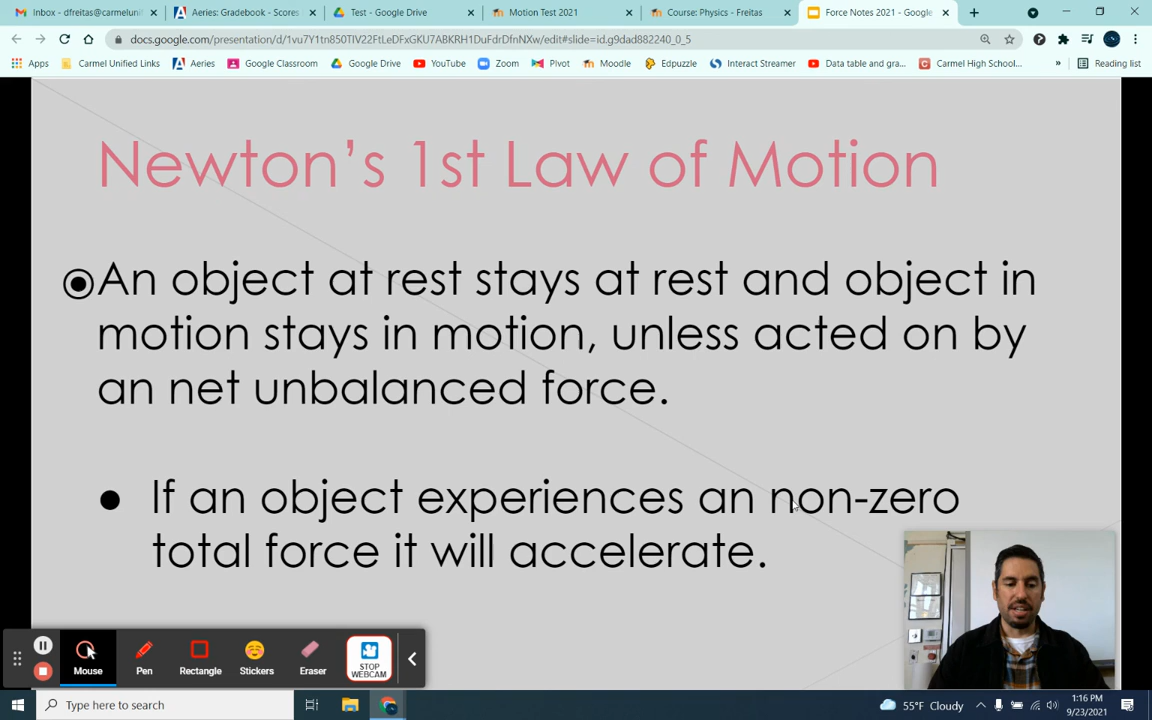 Inbox - dfreitas@carmelunif
Aeries: Gradebook - Scores
Test - Google Drive
Motion Test 2021
Course: Physics - Freitas
Force Notes 2021 - Google
docs.google.com/presentation/d/1vu7Y1tn850TIV22FtLeDFxGKU7ABKRH1DuFdrDfnNXw/edit#slide=id.g9dad882240_0_5
Apps
Carmel Unified Links
Aeries
Google Classroom
Google Drive
YouTube
Zoom
Pivot
Moodle
Edpuzzle
Interact Streamer
Data table and gra...
Carmel High School...
»
Reading list
Newton's 1st Law of Motion
An object at rest stays at rest and object in
motion stays in motion, unless acted on by
an net unbalanced force.
● If an object experiences an non-zero
total force it will accelerate.
Mouse
Pen
Rectangle
Stickers
Eraser
STOP
WEBCAM
Type here to search
55°F Cloudy
1:16 PM
9/23/2021